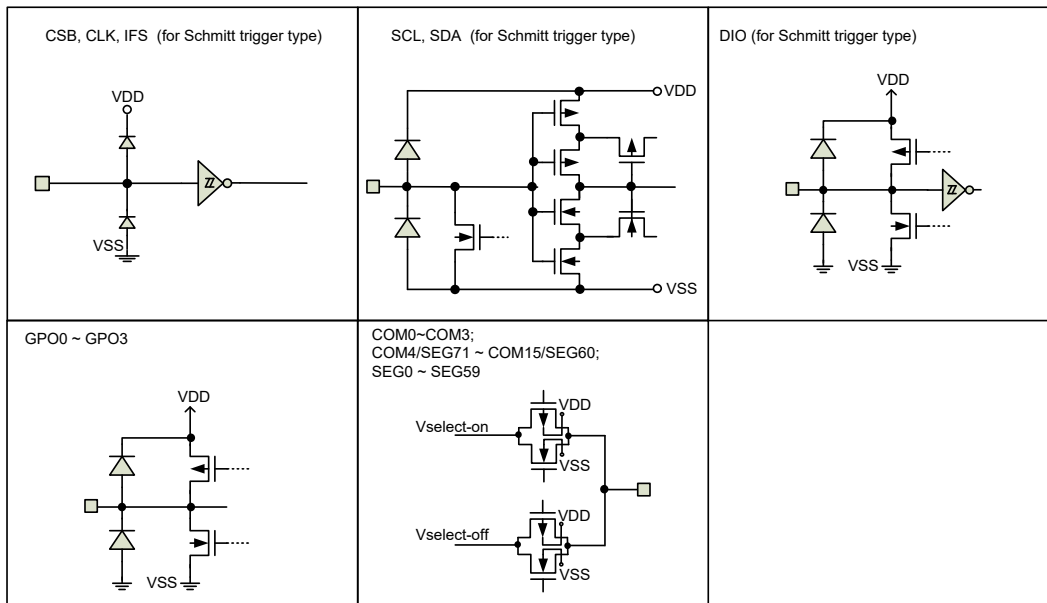 CSB, CLK, IFS  (for Schmitt trigger type)
VDD
VSS
SCL, SDA  (for Schmitt trigger type)
VDD
VSS
DIO (for Schmitt trigger type)
VDD
VSS
GPO0 ~ GPO3
VDD
VSS
COM0~COM3;
COM4/SEG71 ~ COM15/SEG60;
SEG0 ~ SEG59
VDD
Vselect-on
VSS
VDD
Vselect-off
VSS